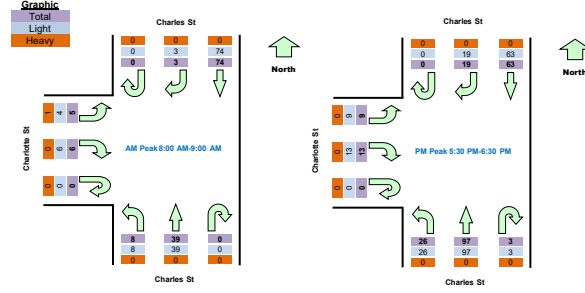 Graphic
Total
Light
Heavy
Charles St
0 0 0
0 3 74
0 3 74
North
Charlotte St
1 4 5
0 6 6
0 0 0
AM Peak 8:00 AM-9:00 AM
8 39 0
8 39 0
0 0 0
Charles St
Charles St
0 0 0
0 19 63
0 19 63
North
Charlotte St
0 9 9
0 13 13
0 0 0
PM Peak 5:30 PM-6:30 PM
26 97 3
26 97 3
0 0 0
Charles St